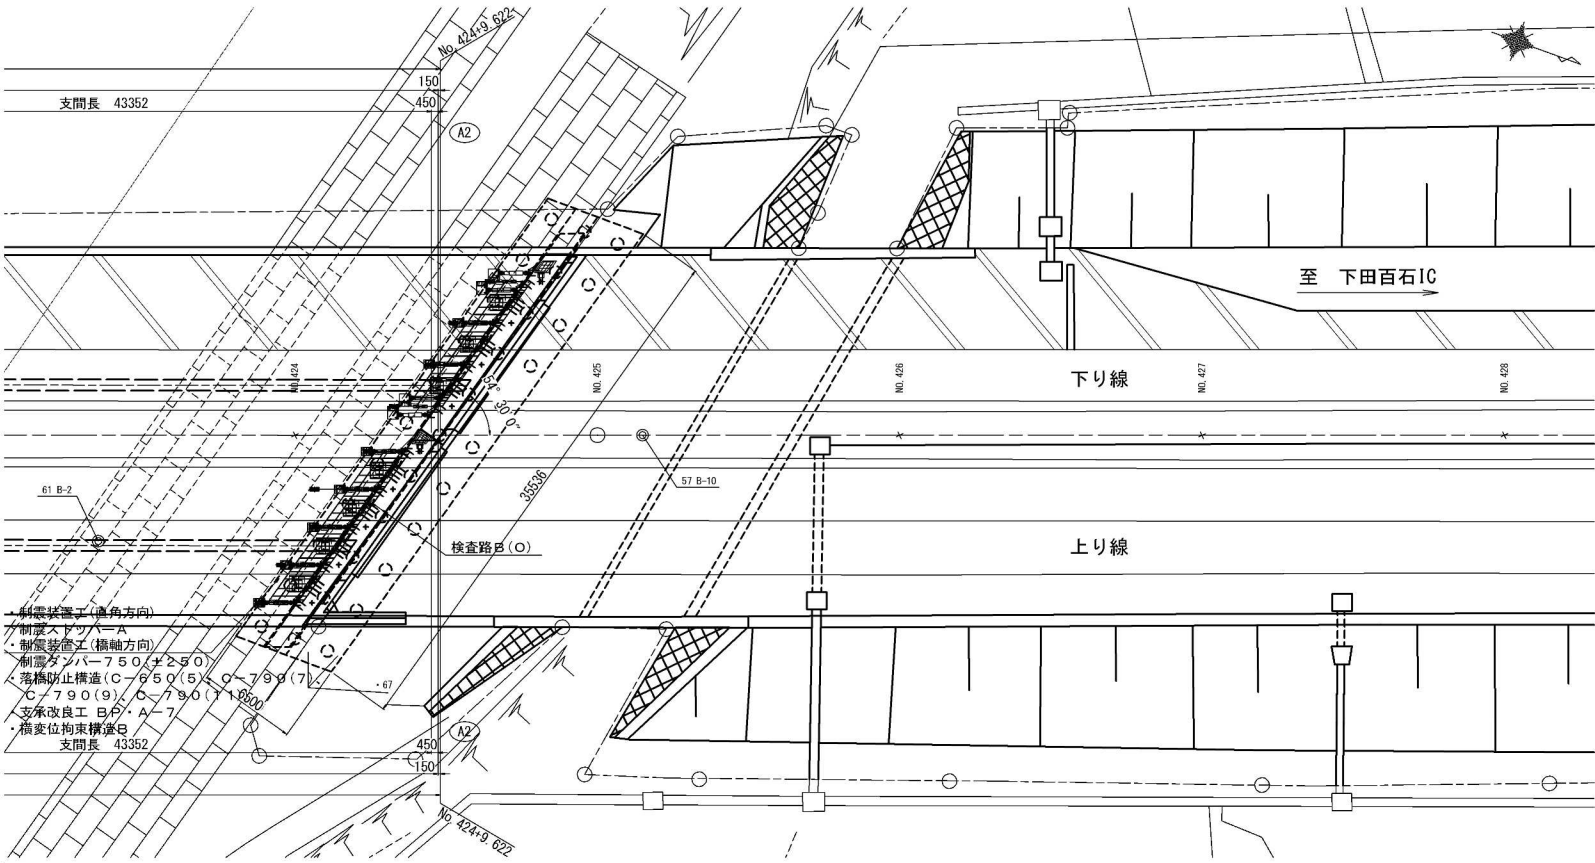 No. 424+9.622
150
支間長 43352
450
A2
至 下田百石IC
NO.424
NO.425
NO.426
NO.427
NO.428
下り線
54° 30′0″
35536
61 B-2
57 B-10
検査路B(O)
上り線
・制震装置工(直角方向)
制震ストッパーA
・制震装置工(橋軸方向)
制震ダンパー750(±250)
・落橋防止構造(C-650(5)、C-790(7)、
C-790(9)、C-790(11)
・支承改良工 BP・A-7
・横変位拘束構造B
6500
67
支間長 43352
A2
450
150
No. 424+9.622